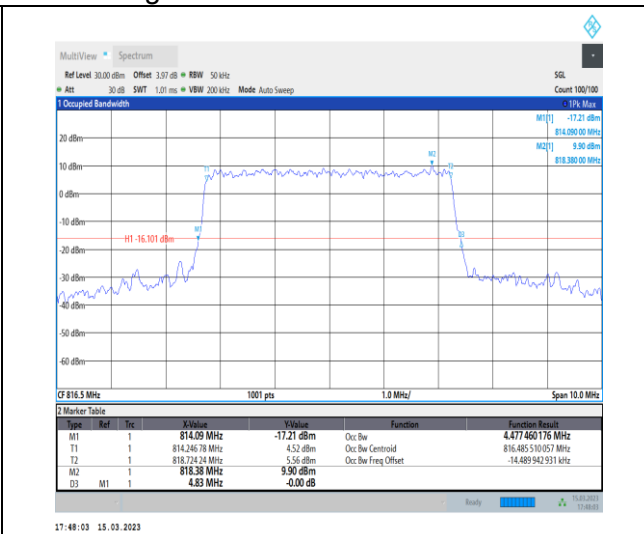 MultiView Spectrum
Ref Level 30.00 dBm Offset 3.97 dB RBW 50 kHz SGL
Att 30 dB SWT 1.01 ms VBW 200 kHz Mode Auto Sweep Count 100/100
1 Occupied Bandwidth 1Pk Max
M1[1] -17.21 dBm
814.090 00 MHz
M2[1] 9.90 dBm
818.380 00 MHz
20 dBm
M2
T1 T2
10 dBm
0 dBm
-10 dBm
M1 D3
H1 -16.101 dBm
-20 dBm
-30 dBm
-40 dBm
-50 dBm
-60 dBm
CF 816.5 MHz 1001 pts 1.0 MHz/ Span 10.0 MHz
2 Marker Table
Type Ref Trc X-Value Y-Value Function Function Result
M1 1 814.09 MHz -17.21 dBm Occ Bw 4.477 460 176 MHz
T1 1 814.246 78 MHz 4.52 dBm Occ Bw Centroid 816.485 510 057 MHz
T2 1 818.724 24 MHz 5.56 dBm Occ Bw Freq Offset -14.489 942 931 kHz
M2 1 818.38 MHz 9.90 dBm
D3 M1 1 4.83 MHz -0.00 dB
Ready 15.03.2023
17:48:03
17:48:03 15.03.2023